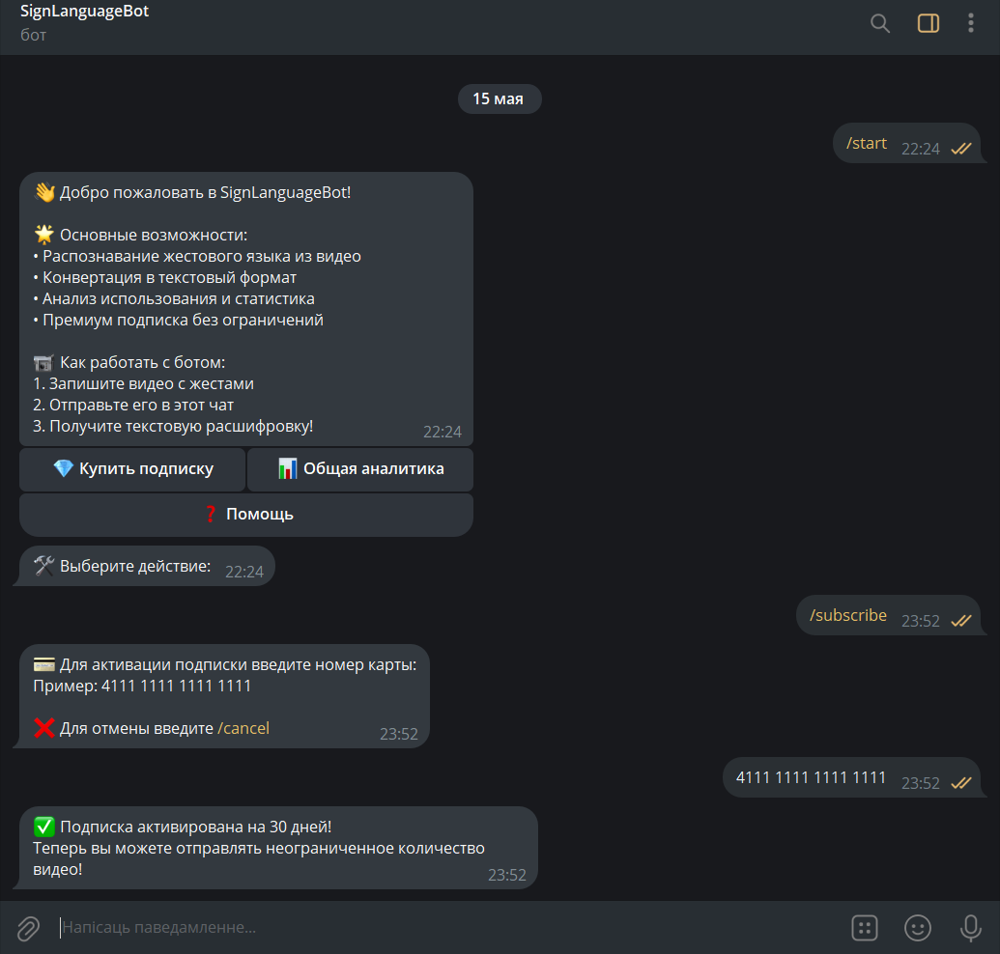 SignLanguageBot
бот
15 мая
/start 22:24
👋 Добро пожаловать в SignLanguageBot!
🌟 Основные возможности:
• Распознавание жестового языка из видео
• Конвертация в текстовый формат
• Анализ использования и статистика
• Премиум подписка без ограничений
Как работать с ботом:
1. Запишите видео с жестами
2. Отправьте его в этот чат
3. Получите текстовую расшифровку!
22:24
💎 Купить подписку
📊 Общая аналитика
❓ Помощь
🛠 Выберите действие: 22:24
/subscribe 23:52
💳 Для активации подписки введите номер карты:
Пример: 4111 1111 1111 1111
❌ Для отмены введите /cancel
23:52
4111 1111 1111 1111 23:52
✅ Подписка активирована на 30 дней!
Теперь вы можете отправлять неограниченное количество
видео!
23:52
Напісаць паведамленне...